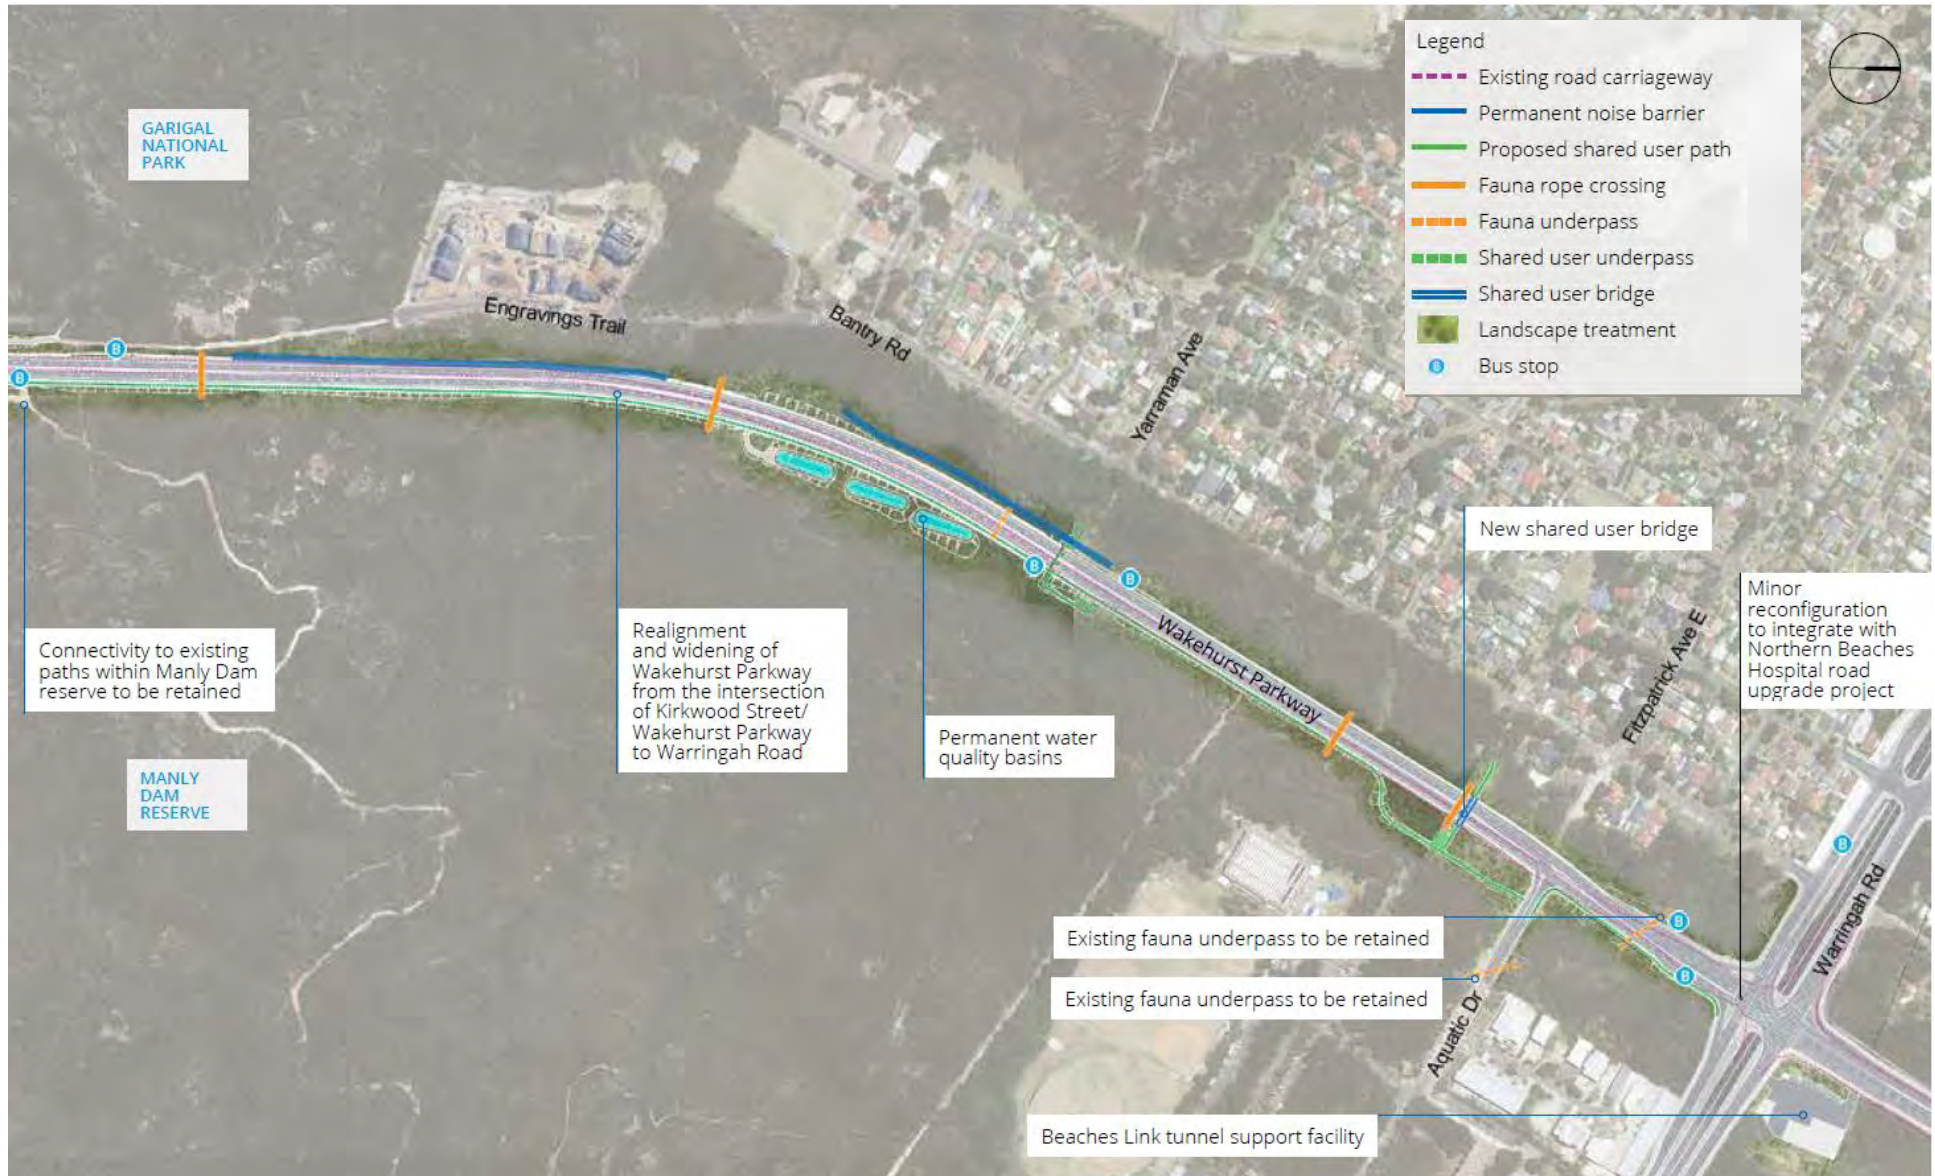 GARIGAL
NATIONAL
PARK
Legend
Existing road carriageway
Permanent noise barrier
Proposed shared user path
Fauna rope crossing
Fauna underpass
Shared user underpass
Shared user bridge
Landscape treatment
B Bus stop
Engravings Trail
Bantry Rd
Yarraman Ave
B
B
New shared user bridge
B
B
Minor
reconfiguration
to integrate with
Northern Beaches
Hospital road
upgrade project
Connectivity to existing
paths within Manly Dam
reserve to be retained
Realignment
and widening of
Wakehurst Parkway
from the intersection
of Kirkwood Street/
Wakehurst Parkway
to Warringah Road
Wakehurst Parkway
Fitzpatrick Ave E
Permanent water
quality basins
MANLY
DAM
RESERVE
B
Warringah Rd
Existing fauna underpass to be retained
B
B
Existing fauna underpass to be retained
Aquatic Dr
Beaches Link tunnel support facility